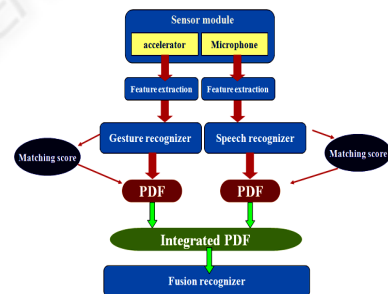 Sensor module
accelerator Microphone
Feature extraction Feature extraction
Gesture recognizer Speech recognizer
Matching score Matching score
PDF PDF
Integrated PDF
Fusion recognizer